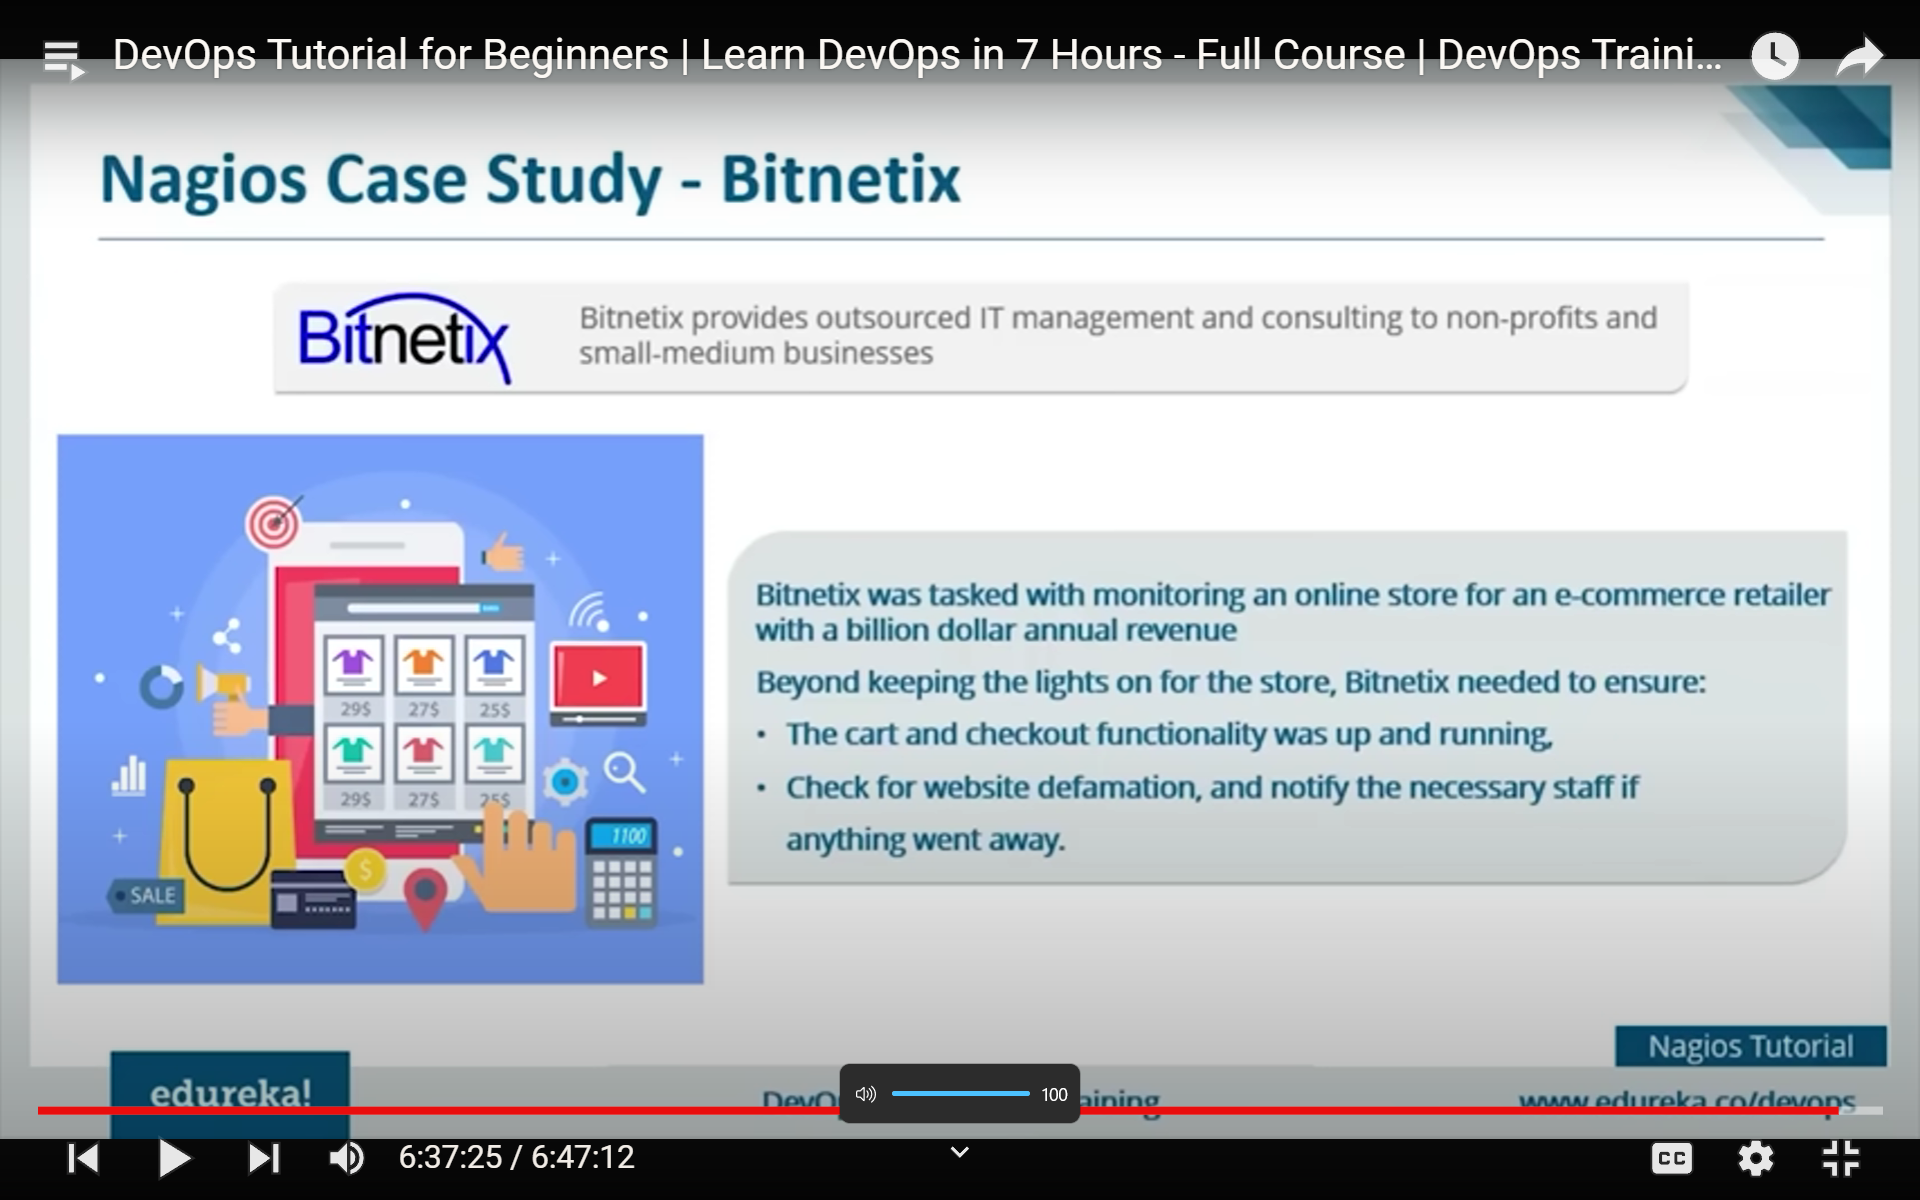 DevOps Tutorial for Beginners | Learn DevOps in 7 Hours - Full Course | DevOps Traini...
Nagios Case Study - Bitnetix
Bitnetix
Bitnetix provides outsourced IT management and consulting to non-profits and
small-medium businesses
29$ 27$ 25$
29$ 27$ 25$
1100
$
SALE
Bitnetix was tasked with monitoring an online store for an e-commerce retailer
with a billion dollar annual revenue
Beyond keeping the lights on for the store, Bitnetix needed to ensure:
• The cart and checkout functionality was up and running,
• Check for website defamation, and notify the necessary staff if
anything went away.
Nagios Tutorial
edureka!
www.edureka.co/devops
100
6:37:25 / 6:47:12
CC